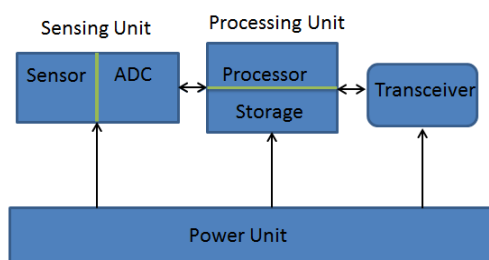 Sensing Unit
Processing Unit
Sensor
ADC
Processor
Storage
Transceiver
Power Unit